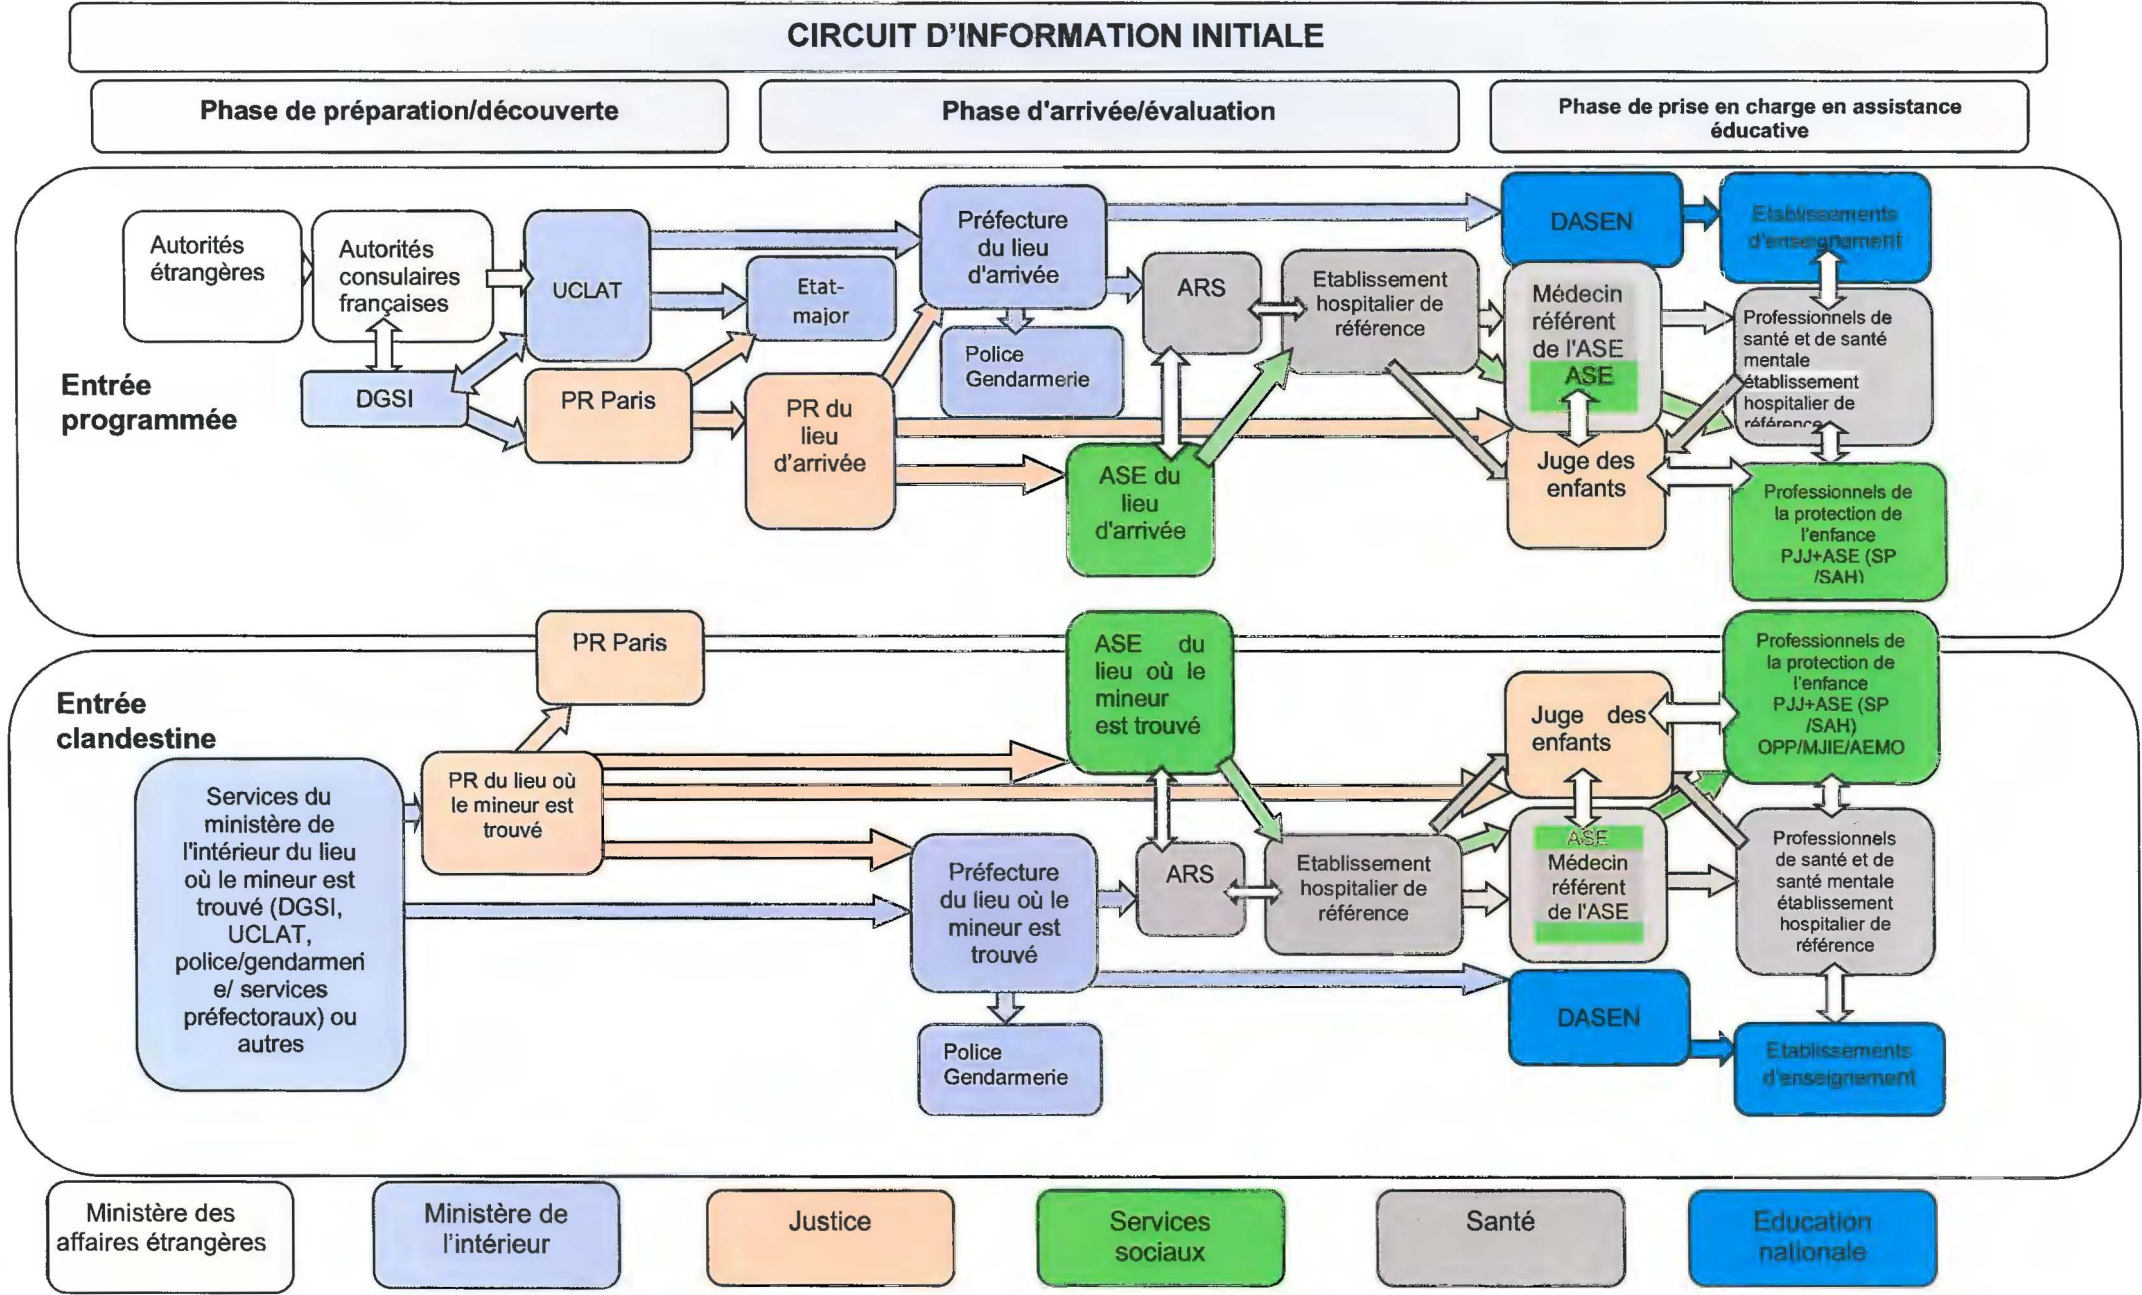 CIRCUIT D'INFORMATION INITIALE
Phase de préparation/découverte
Phase d'arrivée/évaluation
Phase de prise en charge en assistance
éducative
Entrée
programmée
Autorités
étrangères
Autorités
consulaires
françaises
DGSI
UCLAT
PR Paris
Etat-
major
PR du
lieu
d'arrivée
Préfecture
du lieu
d'arrivée
Police
Gendarmerie
ARS
ASE du
lieu
d'arrivée
Etablissement
hospitalier de
référence
DASEN
Etablissements
d'enseignement
Médecin
référent
de l'ASE
ASE
Juge des
enfants
Professionnels de
santé et de santé
mentale
établissement
hospitalier de
référence
Professionnels de
la protection de
l'enfance
PJJ+ASE (SP
/SAH)
Entrée
clandestine
Services du
ministère de
l'intérieur du lieu
où le mineur est
trouvé (DGSI,
UCLAT,
police/gendarmeri
e/ services
préfectoraux) ou
autres
PR du lieu où
le mineur est
trouvé
PR Paris
ASE du
lieu où le
mineur
est trouvé
Préfecture
du lieu où le
mineur est
trouvé
Police
Gendarmerie
ARS
Etablissement
hospitalier de
référence
Juge des
enfants
ASE
Médecin
référent
de l'ASE
DASEN
Professionnels de
la protection de
l'enfance
PJJ+ASE (SP
/SAH)
OPP/MJIE/AEMO
Professionnels
de santé et de
santé mentale
établissement
hospitalier de
référence
Etablissements
d'enseignement
Ministère des
affaires étrangères
Ministère de
l'intérieur
Justice
Services
sociaux
Santé
Education
nationale